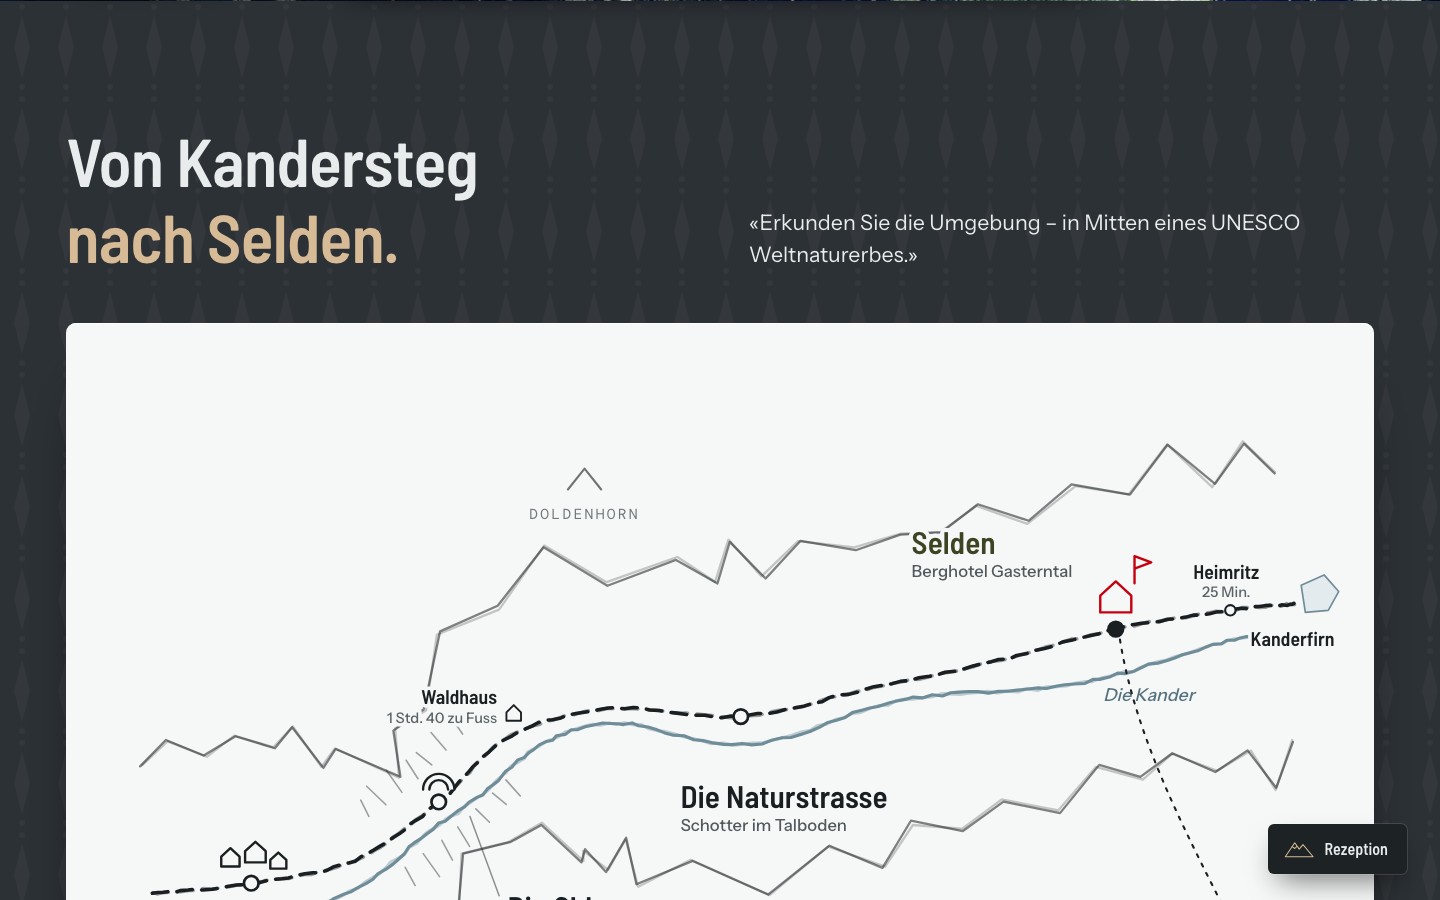 Von Kandersteg
nach Selden.
«Erkunden Sie die Umgebung – in Mitten eines UNESCO
Weltnaturerbes.»
DOLDENHORN
Selden
Berghotel Gasterntal
Heimritz
25 Min.
Kanderfirn
Waldhaus
1 Std. 40 zu Fuss
Die Kander
Die Naturstrasse
Schotter im Talboden
Rezeption